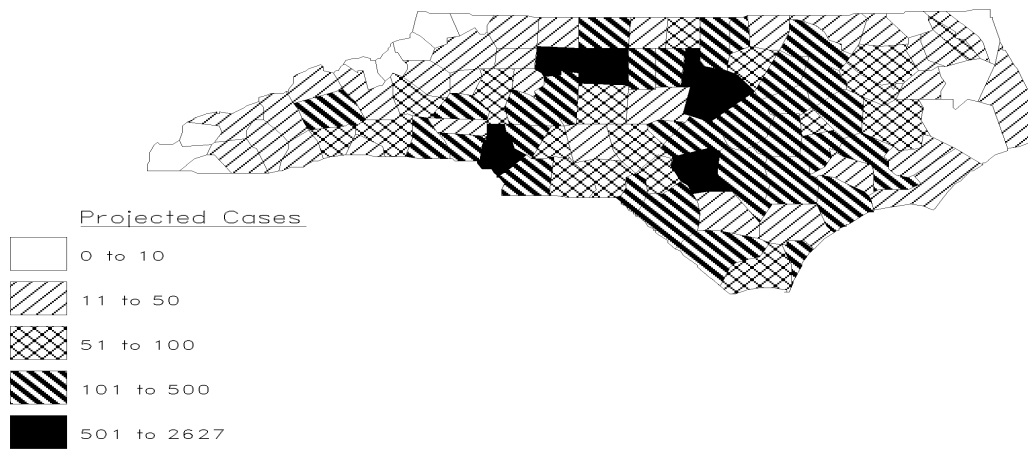 Projected Cases
0 to 10
11 to 50
51 to 100
101 to 500
501 to 2627